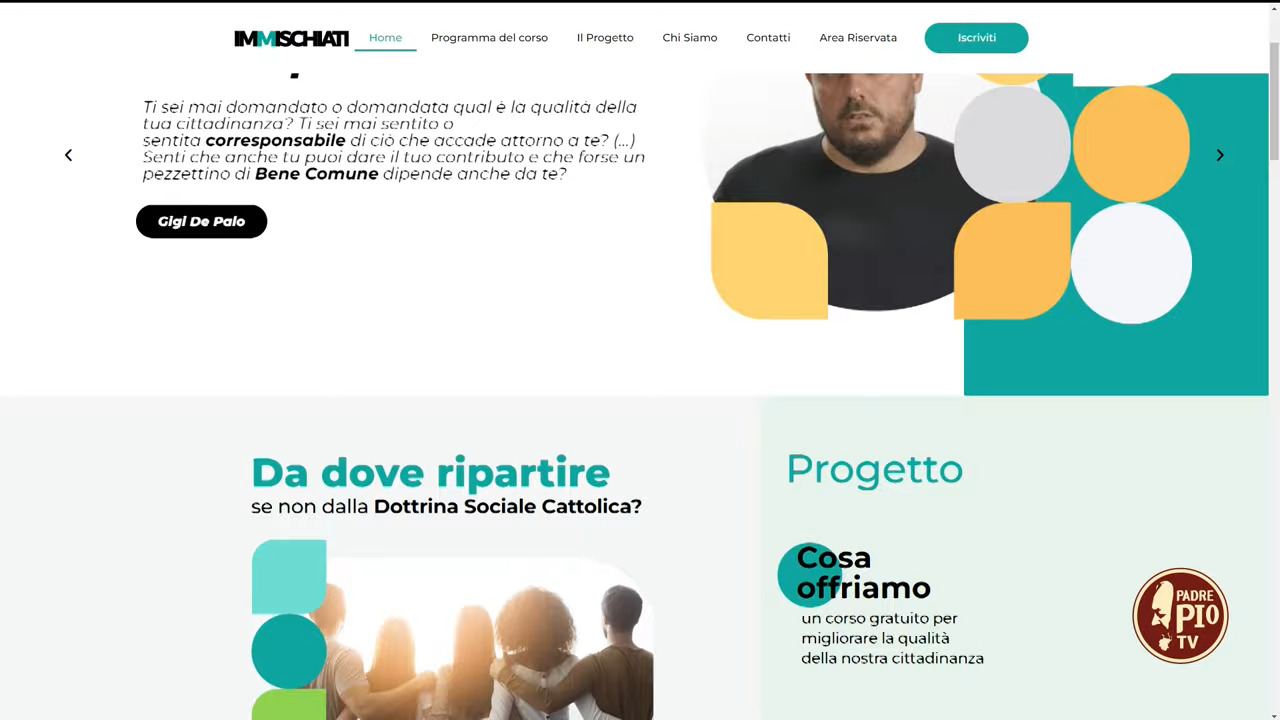 IMMISCHIATI
Home
Programma del corso
Il Progetto
Chi Siamo
Contatti
Area Riservata
Iscriviti
Ti sei mai domandato o domandata qual è la qualità della
tua cittadinanza? Ti sei mai sentito o
sentita corresponsabile di ciò che accade attorno a te? (...)
Senti che anche tu puoi dare il tuo contributo e che forse un
pezzettino di Bene Comune dipende anche da te?
Gigi De Palo
Da dove ripartire
se non dalla Dottrina Sociale Cattolica?
Progetto
Cosa
offriamo
un corso gratuito per
migliorare la qualità
della nostra cittadinanza
PADRE
PIO
TV